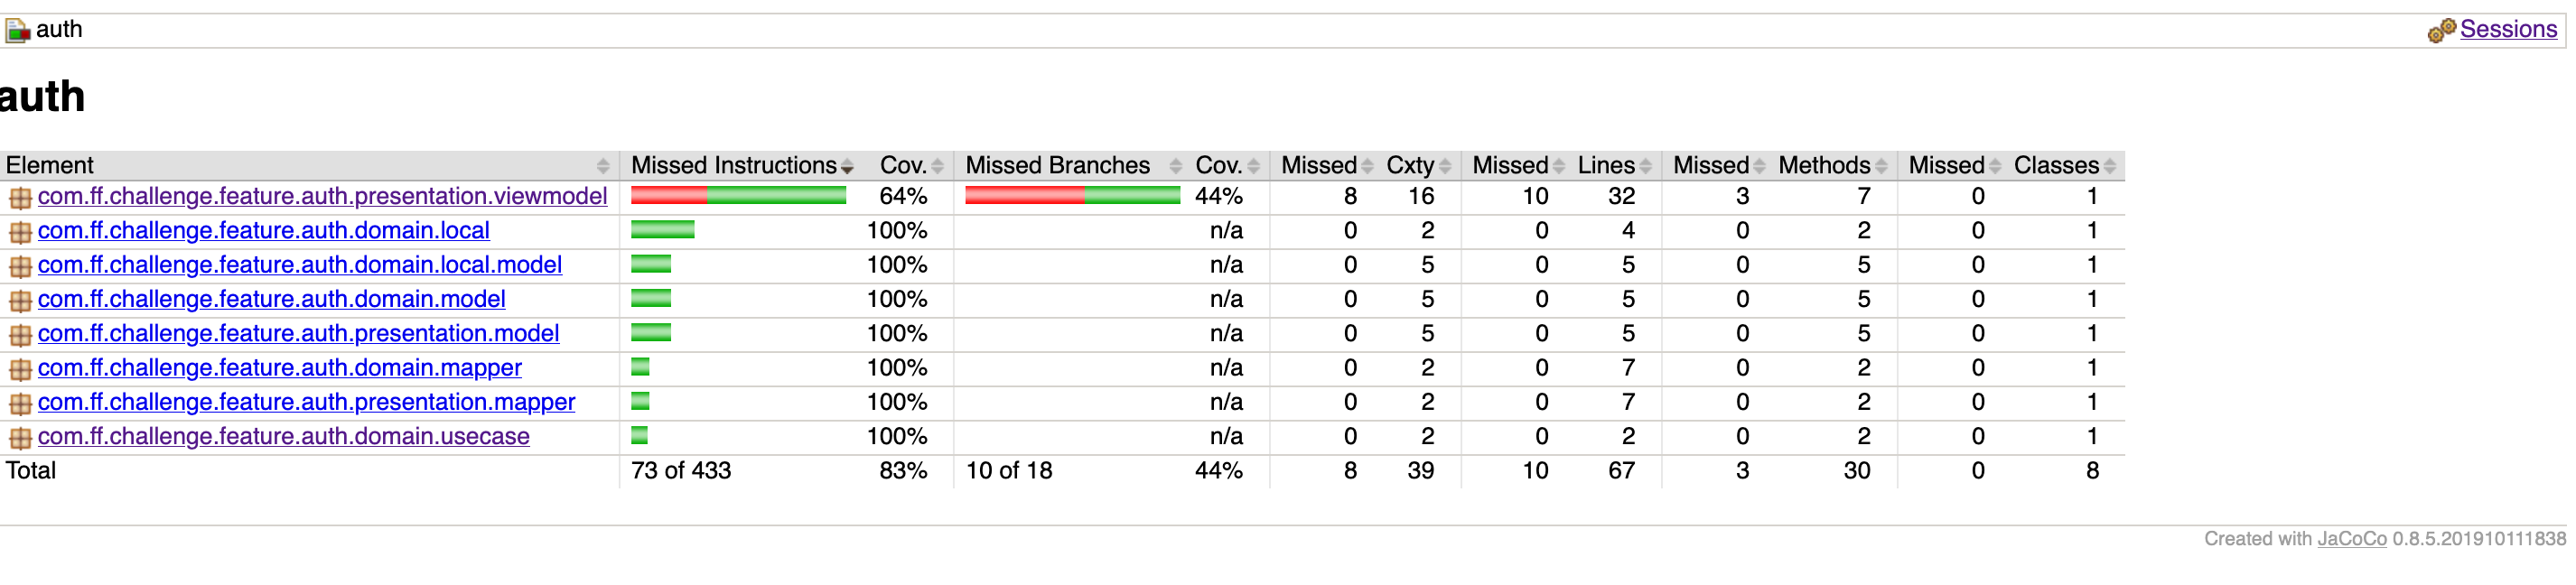 auth Sessions
auth
Element Missed Instructions Cov. Missed Branches Cov. Missed Cxty Missed Lines Missed Methods Missed Classes
com.ff.challenge.feature.auth.presentation.viewmodel 64% 44% 8 16 10 32 3 7 0 1
com.ff.challenge.feature.auth.domain.local 100% n/a 0 2 0 4 0 2 0 1
com.ff.challenge.feature.auth.domain.local.model 100% n/a 0 5 0 5 0 5 0 1
com.ff.challenge.feature.auth.domain.model 100% n/a 0 5 0 5 0 5 0 1
com.ff.challenge.feature.auth.presentation.model 100% n/a 0 5 0 5 0 5 0 1
com.ff.challenge.feature.auth.domain.mapper 100% n/a 0 2 0 7 0 2 0 1
com.ff.challenge.feature.auth.presentation.mapper 100% n/a 0 2 0 7 0 2 0 1
com.ff.challenge.feature.auth.domain.usecase 100% n/a 0 2 0 2 0 2 0 1
Total 73 of 433 83% 10 of 18 44% 8 39 10 67 3 30 0 8
Created with JaCoCo 0.8.5.201910111838